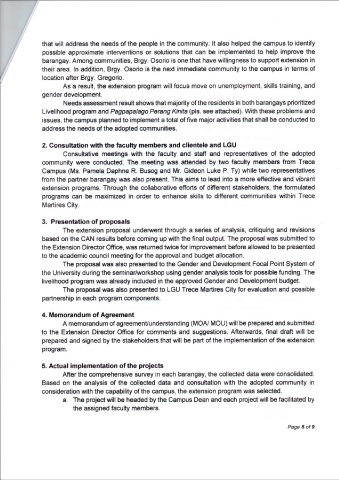 that will address the needs of the people in the community. It also helped the campus to identify
possible approximate interventions or solutions that can be implemented to help improve the
barangay. Among communities, Brgy. Osorio is one that have willingness to support extension in
their area. In addition, Brgy. Osorio is the next immediate community to the campus in terms of
location after Brgy. Gregorio.
As a result, the extension program will focus move on unemployment, skills training, and
gender development.
Needs assessment result shows that majority of the residents in both barangays prioritized
Livelihood program and Pagpapalago Pangkita (pls. see attached). With these problems and
issues, the campus planned to implement a total of five major activities that shall be conducted to
address the needs of the adopted communities.
2. Consultation with the faculty members and clientele and LGU
Consultative meetings with the faculty and staff and representatives of the adopted
community were conducted. The meeting was attended by two faculty members from Trece
Campus (Ms. Pamela Daphne R. Busog and Mr. Gideon Luke P. Ty) while two representatives
from the partner barangay was also present. This aims to lead into a more effective and vibrant
extension programs. Through the collaborative efforts of different stakeholders, the formulated
programs can be maximized in order to enhance skills to different communities within Trece
Martires City.
3. Presentation of proposals
The extension proposal underwent through a series of analysis, critiquing and revisions
based on the CAN results before coming up with the final output. The proposal was submitted to
the Extension Director Office, was returned twice for improvement before allowed to be presented
to the academic council meeting for the approval and budget allocation.
The proposal was also presented to the Gender and Development Focal Point System of
the University during the seminar/workshop using gender analysis tools for possible funding. The
livelihood program was already included in the approved Gender and Development budget.
The proposal was also presented to LGU Trece Martires City for evaluation and possible
partnership in each program components.
4. Memorandum of Agreement
A memorandum of agreement/understanding (MOA/ MOU) will be prepared and submitted
to the Extension Director Office for comments and suggestions. Afterwards, final draft will be
prepared and signed by the stakeholders that will be part of the implementation of the extension
program.
5. Actual implementation of the projects
After the comprehensive survey in each barangay, the collected data were consolidated.
Based on the analysis of the collected data and consultation with the adopted community in
consideration with the capability of the campus, the extension program was selected.
a. The project will be headed by the Campus Dean and each project will be facilitated by
the assigned faculty members.
Page 5 of 9